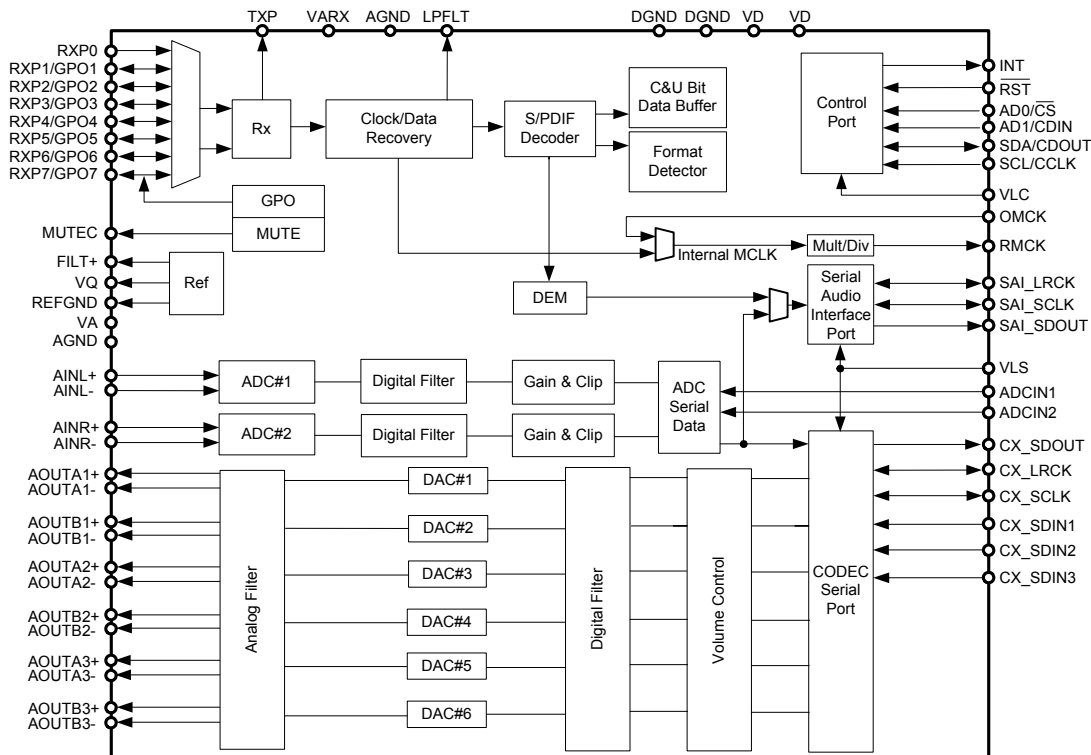 TXP VARX AGND LPFLT DGND DGND VD VD
RXP0
RXP1/GPO1
RXP2/GPO2
RXP3/GPO3
RXP4/GPO4
RXP5/GPO5
RXP6/GPO6
RXP7/GPO7
MUTEC
FILT+
VQ
REFGND
VA
AGND
AINL+
AINL-
AINR+
AINR-
AOUTA1+
AOUTA1-
AOUTB1+
AOUTB1-
AOUTA2+
AOUTA2-
AOUTB2+
AOUTB2-
AOUTA3+
AOUTA3-
AOUTB3+
AOUTB3-
Rx
Clock/Data
Recovery
S/PDIF
Decoder
C&U Bit
Data Buffer
Format
Detector
GPO
MUTE
Ref
Internal MCLK
Mult/Div
DEM
Serial
Audio
Interface
Port
Control
Port
ADC#1
Digital Filter
Gain & Clip
ADC#2
Digital Filter
Gain & Clip
ADC
Serial
Data
Analog Filter
DAC#1
DAC#2
DAC#3
DAC#4
DAC#5
DAC#6
Digital Filter
Volume Control
CODEC
Serial
Port
INT
RST
AD0/CS
AD1/CDIN
SDA/CDOUT
SCL/CCLK
VLC
OMCK
RMCK
SAI_LRCK
SAI_SCLK
SAI_SDOUT
VLS
ADCIN1
ADCIN2
CX_SDOUT
CX_LRCK
CX_SCLK
CX_SDIN1
CX_SDIN2
CX_SDIN3